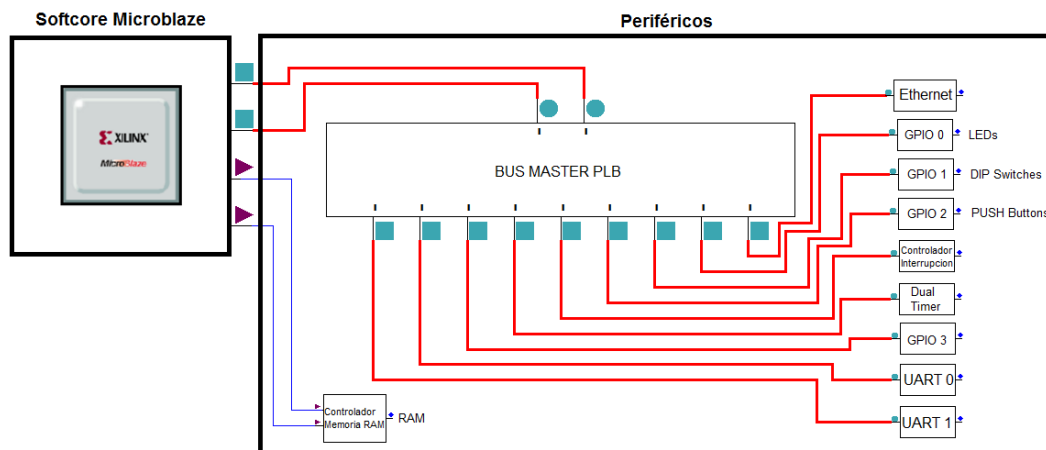 Softcore Microblaze
Periféricos
XILINX
MicroBlaze
BUS MASTER PLB
Ethernet
GPIO 0
LEDs
GPIO 1
DIP Switches
GPIO 2
PUSH Buttons
Controlador
Interrupcion
Dual
Timer
GPIO 3
UART 0
UART 1
Controlador
Memoria RAM
RAM